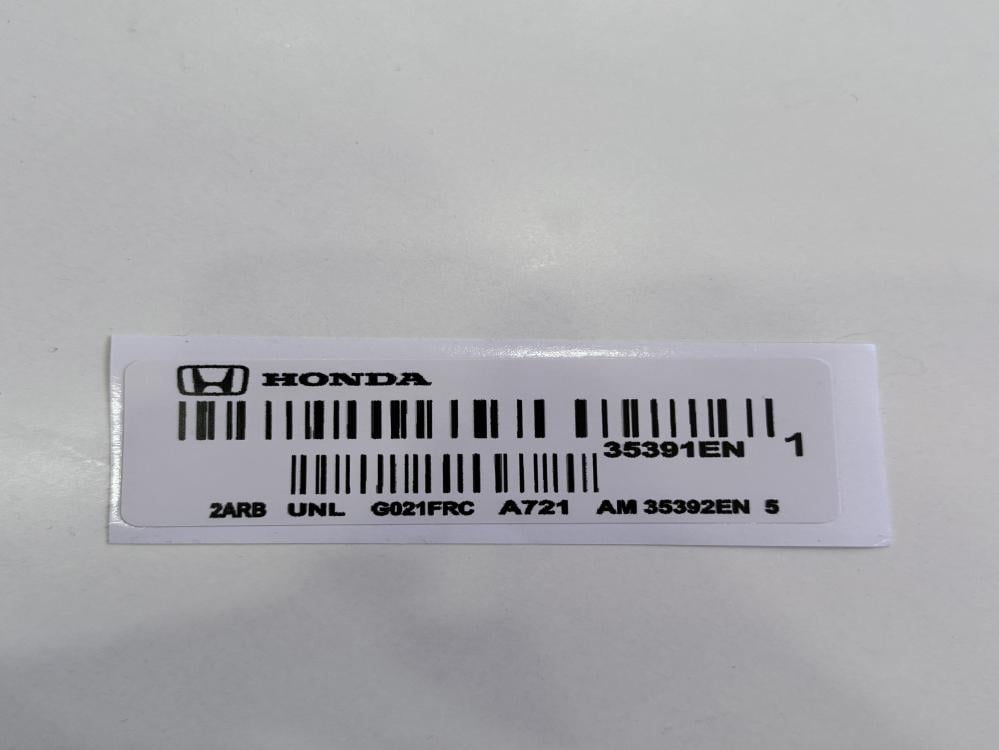 HONDA
35391EN 1
2ARB UNL G021FRC A721 AM 35392EN 5